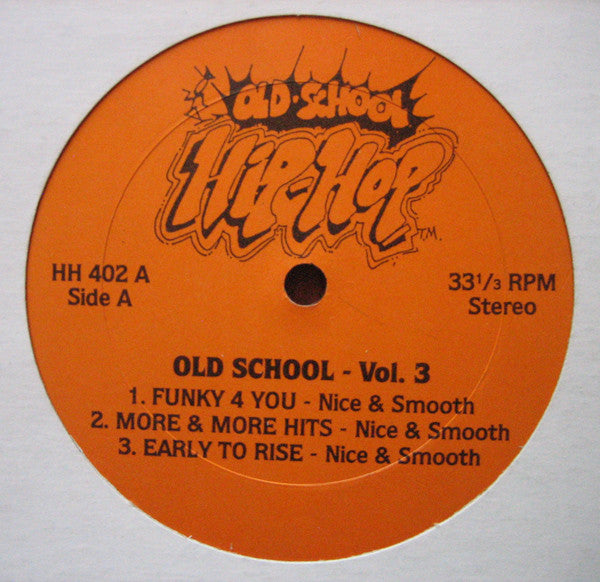 OLD·SCHOOL
HIP-HOP
TM
HH 402 A
Side A
33 1/3 RPM
Stereo
OLD SCHOOL - Vol. 3
1. FUNKY 4 YOU - Nice & Smooth
2. MORE & MORE HITS - Nice & Smooth
3. EARLY TO RISE - Nice & Smooth